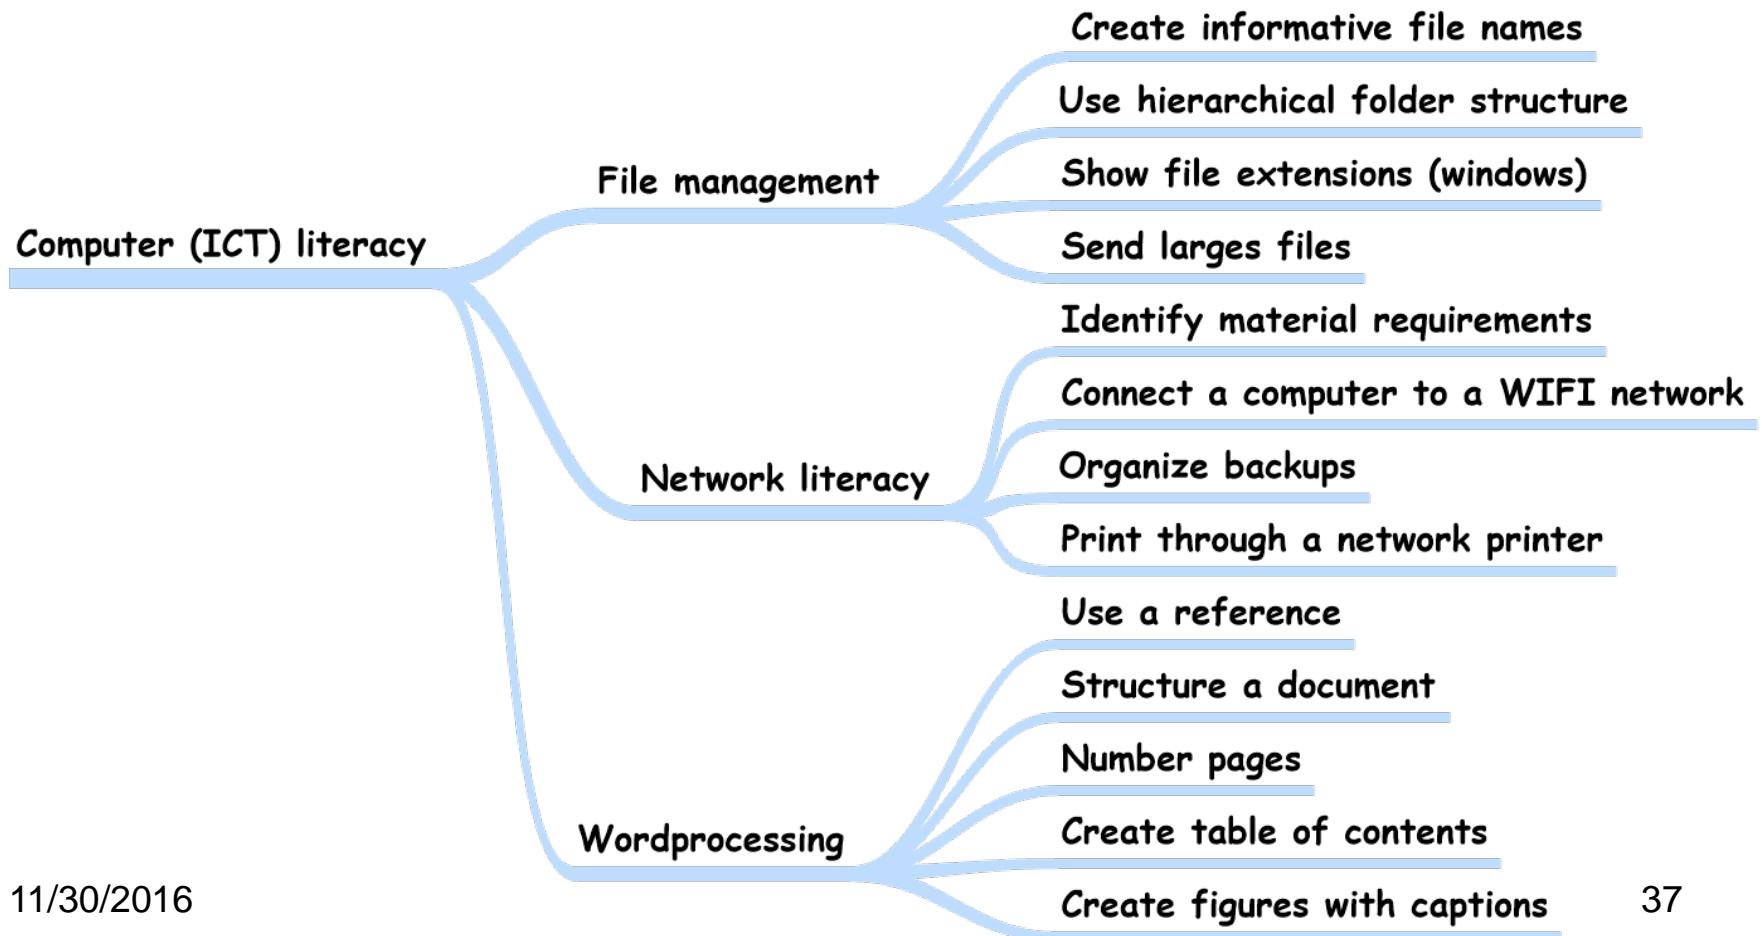 Computer (ICT) literacy
File management
Create informative file names
Use hierarchical folder structure
Show file extensions (windows)
Send larges files
Network literacy
Identify material requirements
Connect a computer to a WIFI network
Organize backups
Print through a network printer
Wordprocessing
Use a reference
Structure a document
Number pages
Create table of contents
Create figures with captions
11/30/2016
37